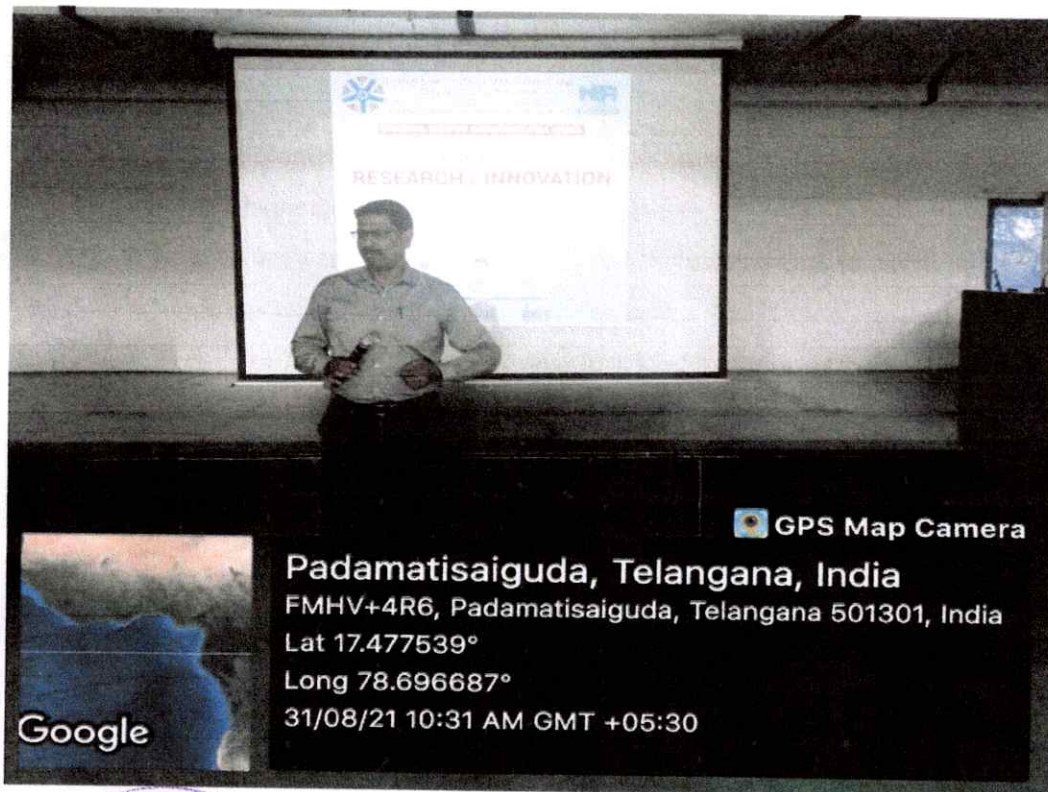 RESEARCH / INNOVATION
GPS Map Camera
Padamatisaiguda, Telangana, India
FMHV+4R6, Padamatisaiguda, Telangana 501301, India
Lat 17.477539°
Long 78.696687°
31/08/21 10:31 AM GMT +05:30
Google